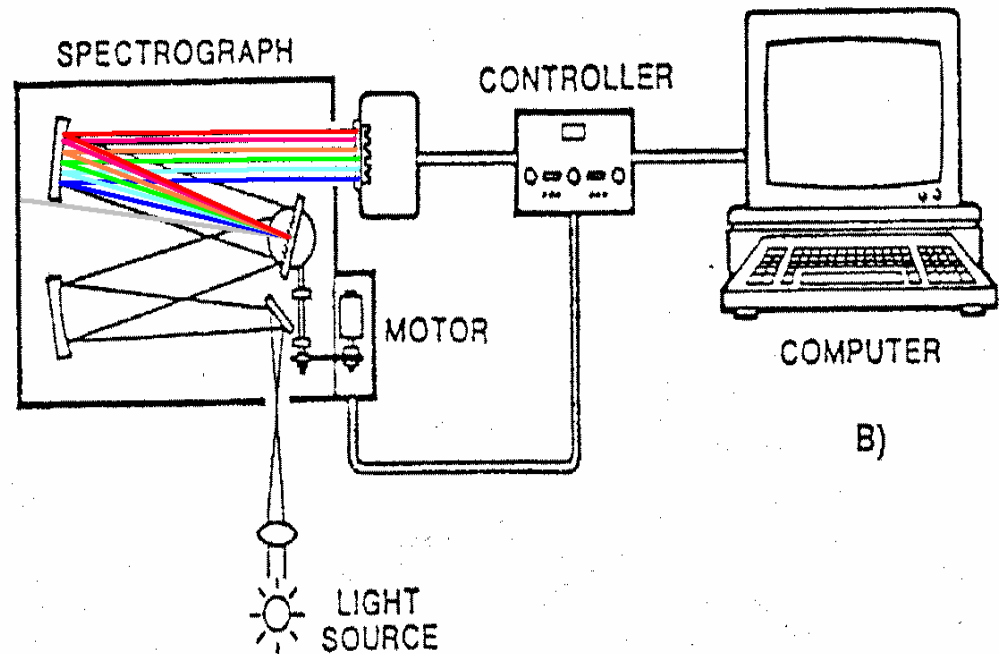 SPECTROGRAPH
CONTROLLER
MOTOR
COMPUTER
B)
LIGHT
SOURCE